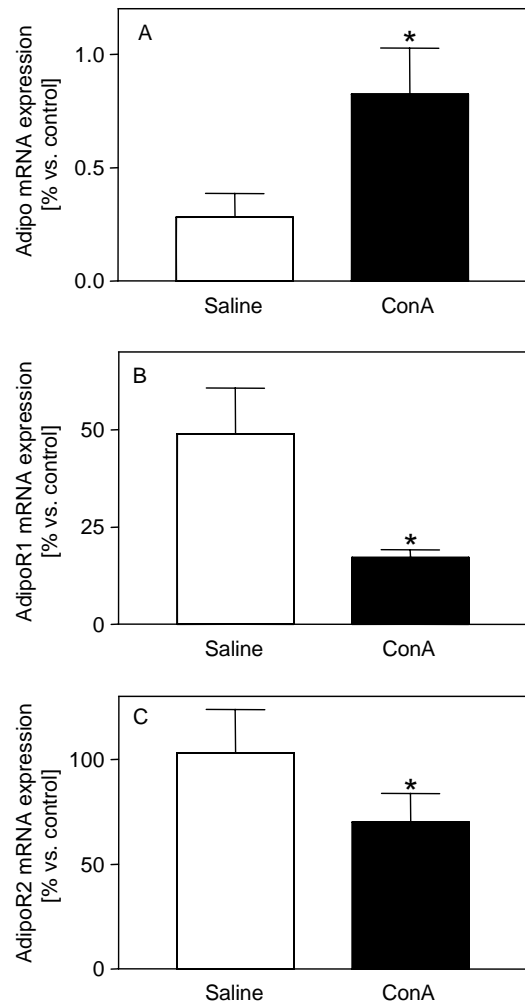 A
*
Adipo mRNA expression
[% vs. control]
1.0
0.5
0.0
Saline ConA
B
*
AdipoR1 mRNA expression
[% vs. control]
50
25
0
Saline ConA
C
*
AdipoR2 mRNA expression
[% vs. control]
100
50
0
Saline ConA